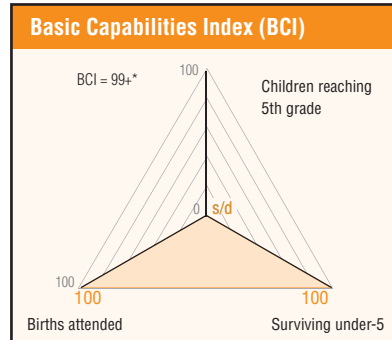 Basic Capabilities Index (BCI)
BCI = 99+*
100
Children reaching
5th grade
0
s/d
100
100
100
Births attended
Surviving under-5